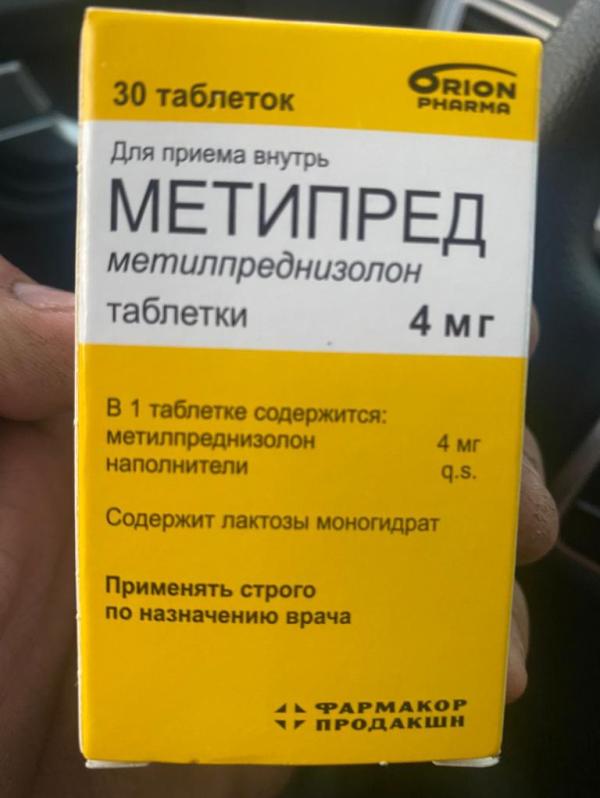 30 таблеток
ORION
PHARMA
Для приема внутрь
МЕТИПРЕД
метилпреднизолон
таблетки 4 мг
В 1 таблетке содержится:
метилпреднизолон 4 мг
наполнители q.s.
Содержит лактозы моногидрат
Применять строго
по назначению врача
ФАРМАКОР
ПРОДАКШН